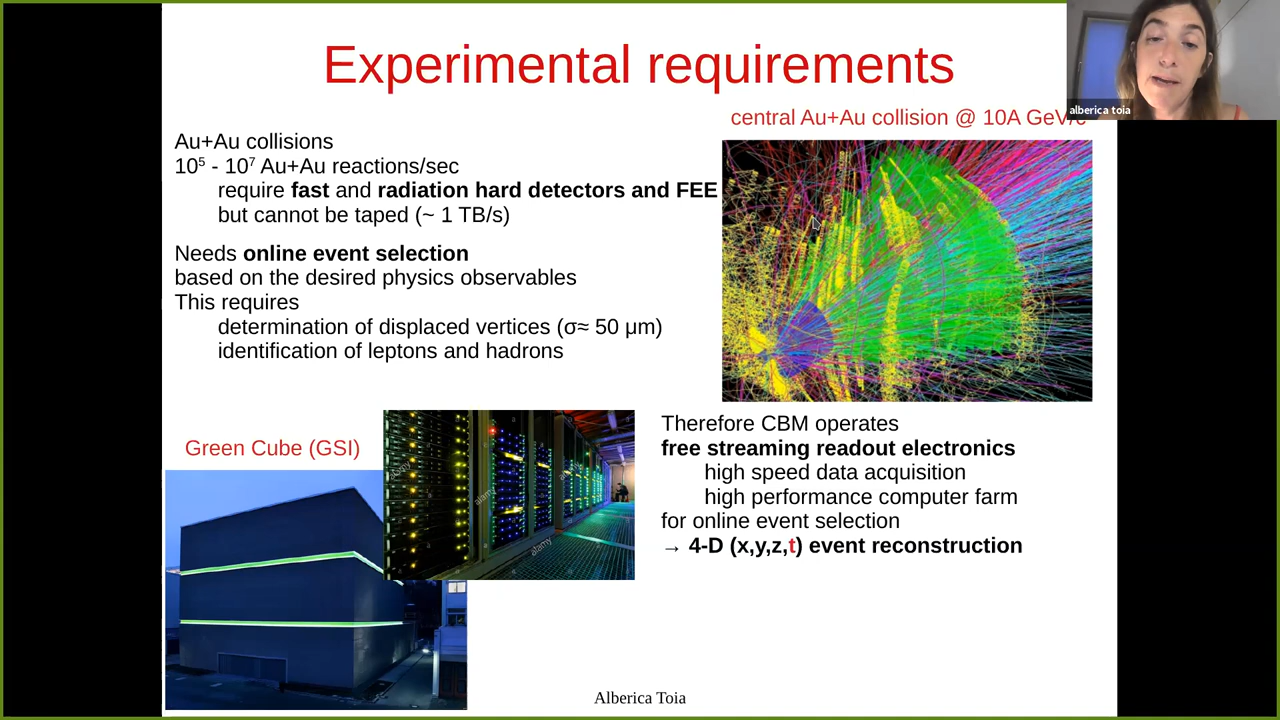 Experimental requirements
alberica toia
central Au+Au collision @ 10A GeV/c
Au+Au collisions
10⁵ - 10⁷ Au+Au reactions/sec
require fast and radiation hard detectors and FEE
but cannot be taped (~ 1 TB/s)
Needs online event selection
based on the desired physics observables
This requires
determination of displaced vertices (σ≈ 50 μm)
identification of leptons and hadrons
Green Cube (GSI)
alamy
alamy
alamy
Therefore CBM operates
free streaming readout electronics
high speed data acquisition
high performance computer farm
for online event selection
→ 4-D (x,y,z,t) event reconstruction
Alberica Toia